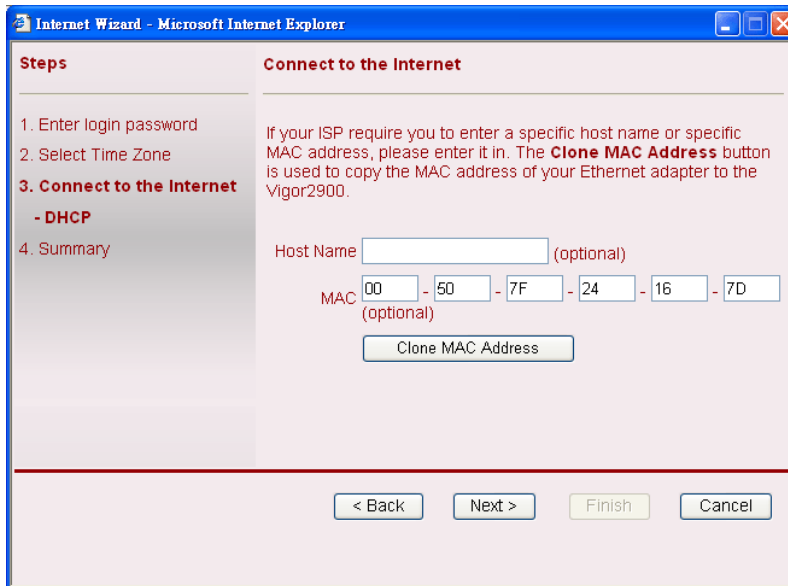 Internet Wizard - Microsoft Internet Explorer
Steps
1. Enter login password
2. Select Time Zone
3. Connect to the Internet
- DHCP
4. Summary
Connect to the Internet
If your ISP require you to enter a specific host name or specific
MAC address, please enter it in. The Clone MAC Address button
is used to copy the MAC address of your Ethernet adapter to the
Vigor2900.
Host Name (optional)
MAC 00 - 50 - 7F - 24 - 16 - 7D
(optional)
Clone MAC Address
< Back Next > Finish Cancel